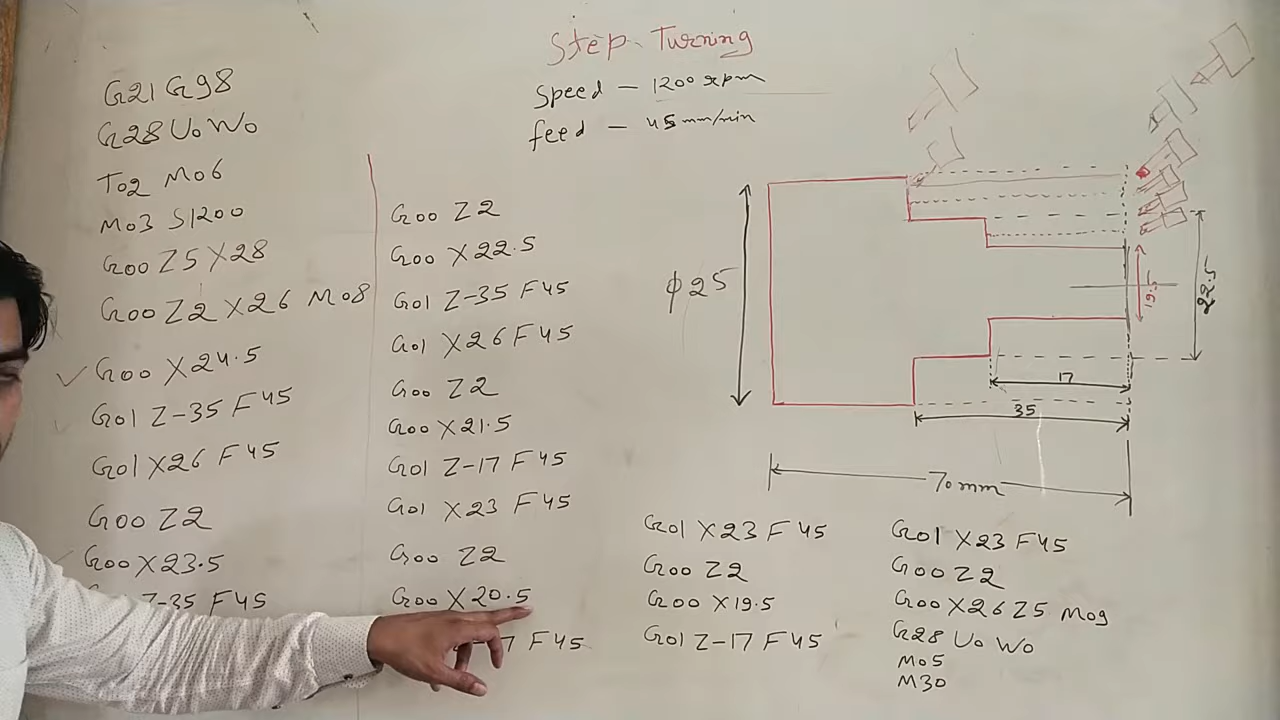 Step Turning
Speed - 1200 rpm
feed - 45 mm/min
G21 G98
G28 U0 W0
T02 M06
M03 S1200
G00 Z5 X28
G00 Z2 X26 M08
G00 X24.5
G01 Z-35 F45
G01 X26 F45
G00 Z2
G00 X23.5
Z-35 F45
G00 Z2
G00 X22.5
G01 Z-35 F45
G01 X26 F45
G00 Z2
G00 X21.5
G01 Z-17 F45
G01 X23 F45
G00 Z2
G00 X20.5
-17 F45
G01 X23 F45
G00 Z2
G00 X19.5
G01 Z-17 F45
G01 X23 F45
G00 Z2
G00 X26 Z5 M09
G28 U0 W0
M05
M30
φ25
19.5
22.5
17
35
70mm